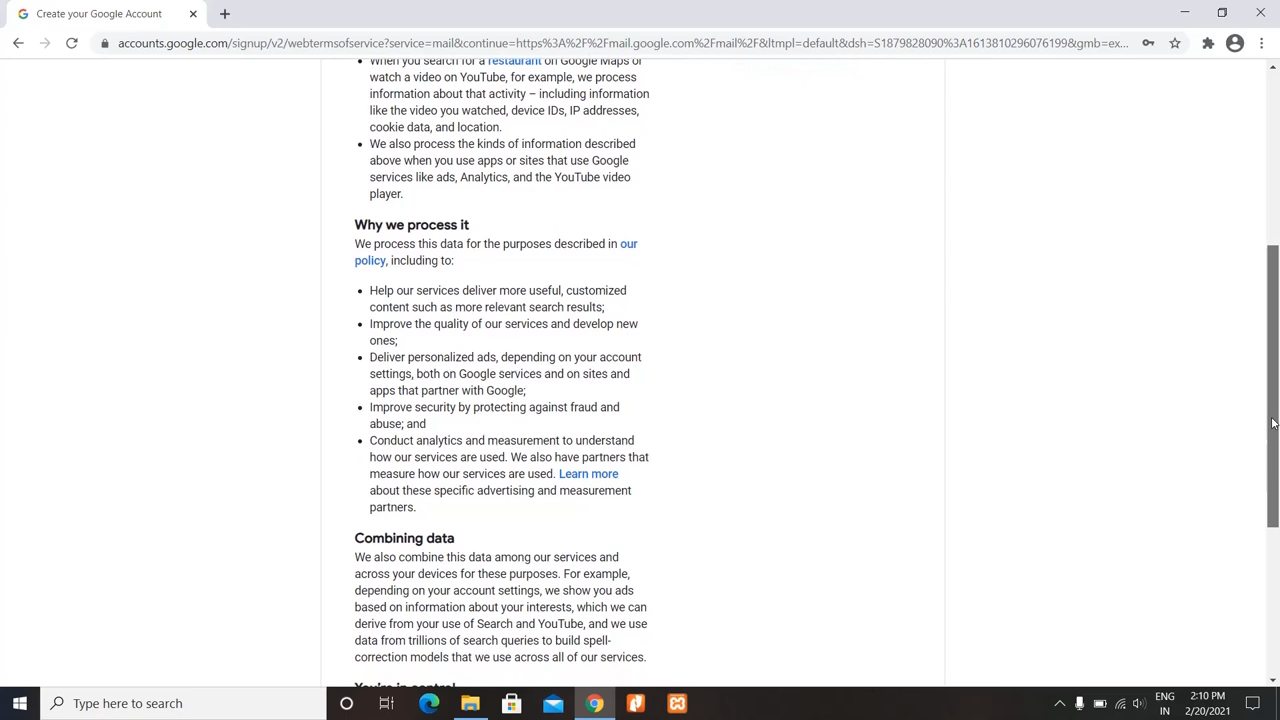 Create your Google Account
accounts.google.com/signup/v2/webtermsofservice?service=mail&continue=https%3A%2F%2Fmail.google.com%2Fmail%2F&ltmpl=default&dsh=S1879828090%3A1613810296076199&gmb=ex...
When you search for a restaurant on Google Maps or
watch a video on YouTube, for example, we process
information about that activity – including information
like the video you watched, device IDs, IP addresses,
cookie data, and location.
We also process the kinds of information described
above when you use apps or sites that use Google
services like ads, Analytics, and the YouTube video
player.
Why we process it
We process this data for the purposes described in our
policy, including to:
Help our services deliver more useful, customized
content such as more relevant search results;
Improve the quality of our services and develop new
ones;
Deliver personalized ads, depending on your account
settings, both on Google services and on sites and
apps that partner with Google;
Improve security by protecting against fraud and
abuse; and
Conduct analytics and measurement to understand
how our services are used. We also have partners that
measure how our services are used. Learn more
about these specific advertising and measurement
partners.
Combining data
We also combine this data among our services and
across your devices for these purposes. For example,
depending on your account settings, we show you ads
based on information about your interests, which we can
derive from your use of Search and YouTube, and we use
data from trillions of search queries to build spell-
correction models that we use across all of our services.
You're in control
Type here to search
ENG
IN
2:10 PM
2/20/2021